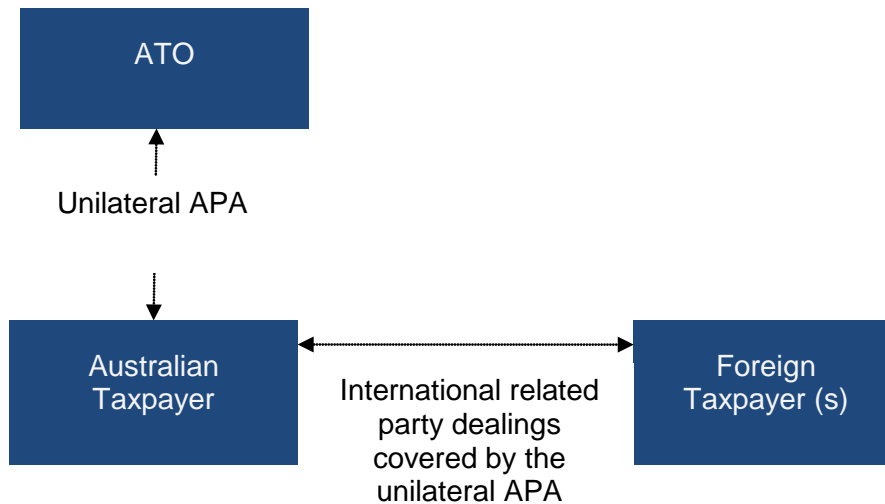 ATO
Unilateral APA
Australian
Taxpayer
International related
party dealings
covered by the
unilateral APA
Foreign
Taxpayer (s)